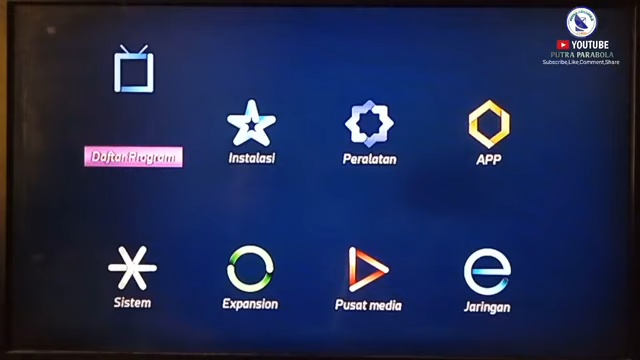 YOUTUBE
PUTRA PARABOLA
Subscribe,Like,Comment,Share
Daftar Program
Instalasi
Peralatan
APP
Sistem
Expansion
Pusat media
Jaringan